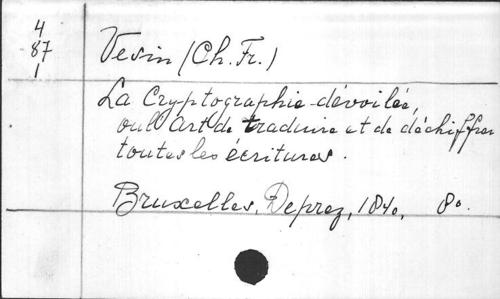 4
87
1
Vesin (Ch. Fr.)
La Cryptographie dévoilée,
ou l'art de traduire et de déchiffrer
toutes les écritures.
Bruxelles, Deprez, 1840, 8o.